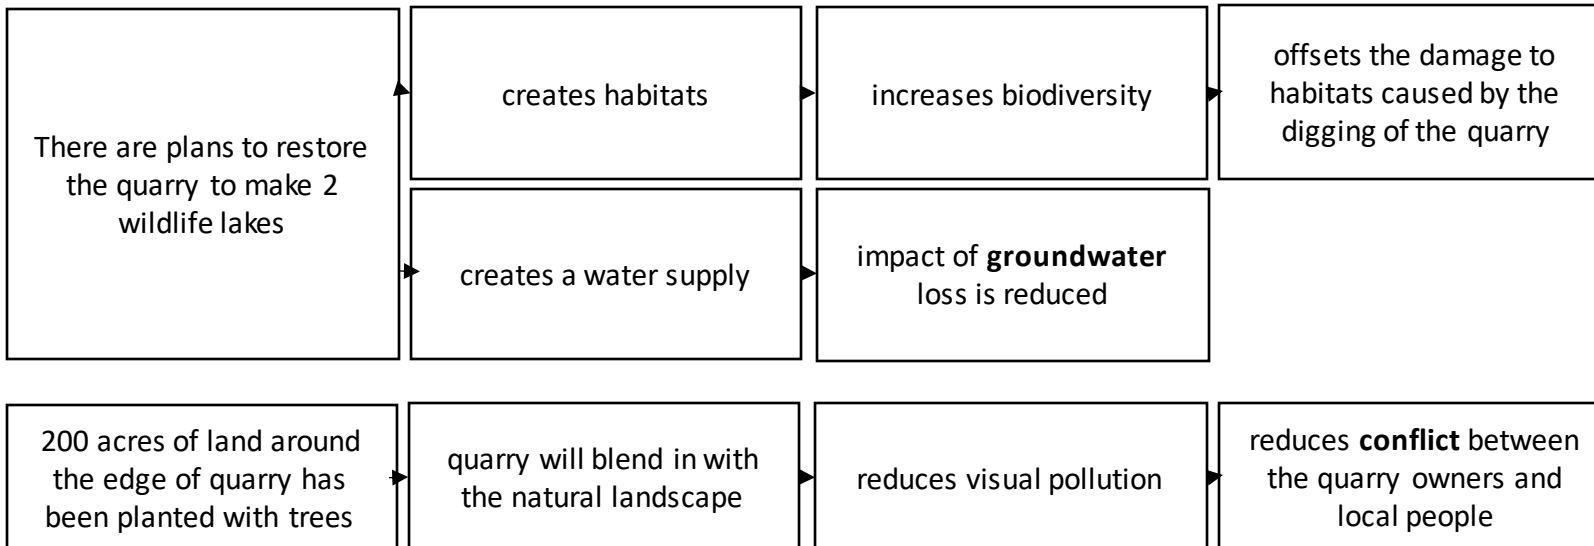 There are plans to restore
the quarry to make 2
wildlife lakes
creates habitats
increases biodiversity
offsets the damage to
habitats caused by the
digging of the quarry
creates a water supply
impact of groundwater
loss is reduced
200 acres of land around
the edge of quarry has
been planted with trees
quarry will blend in with
the natural landscape
reduces visual pollution
reduces conflict between
the quarry owners and
local people